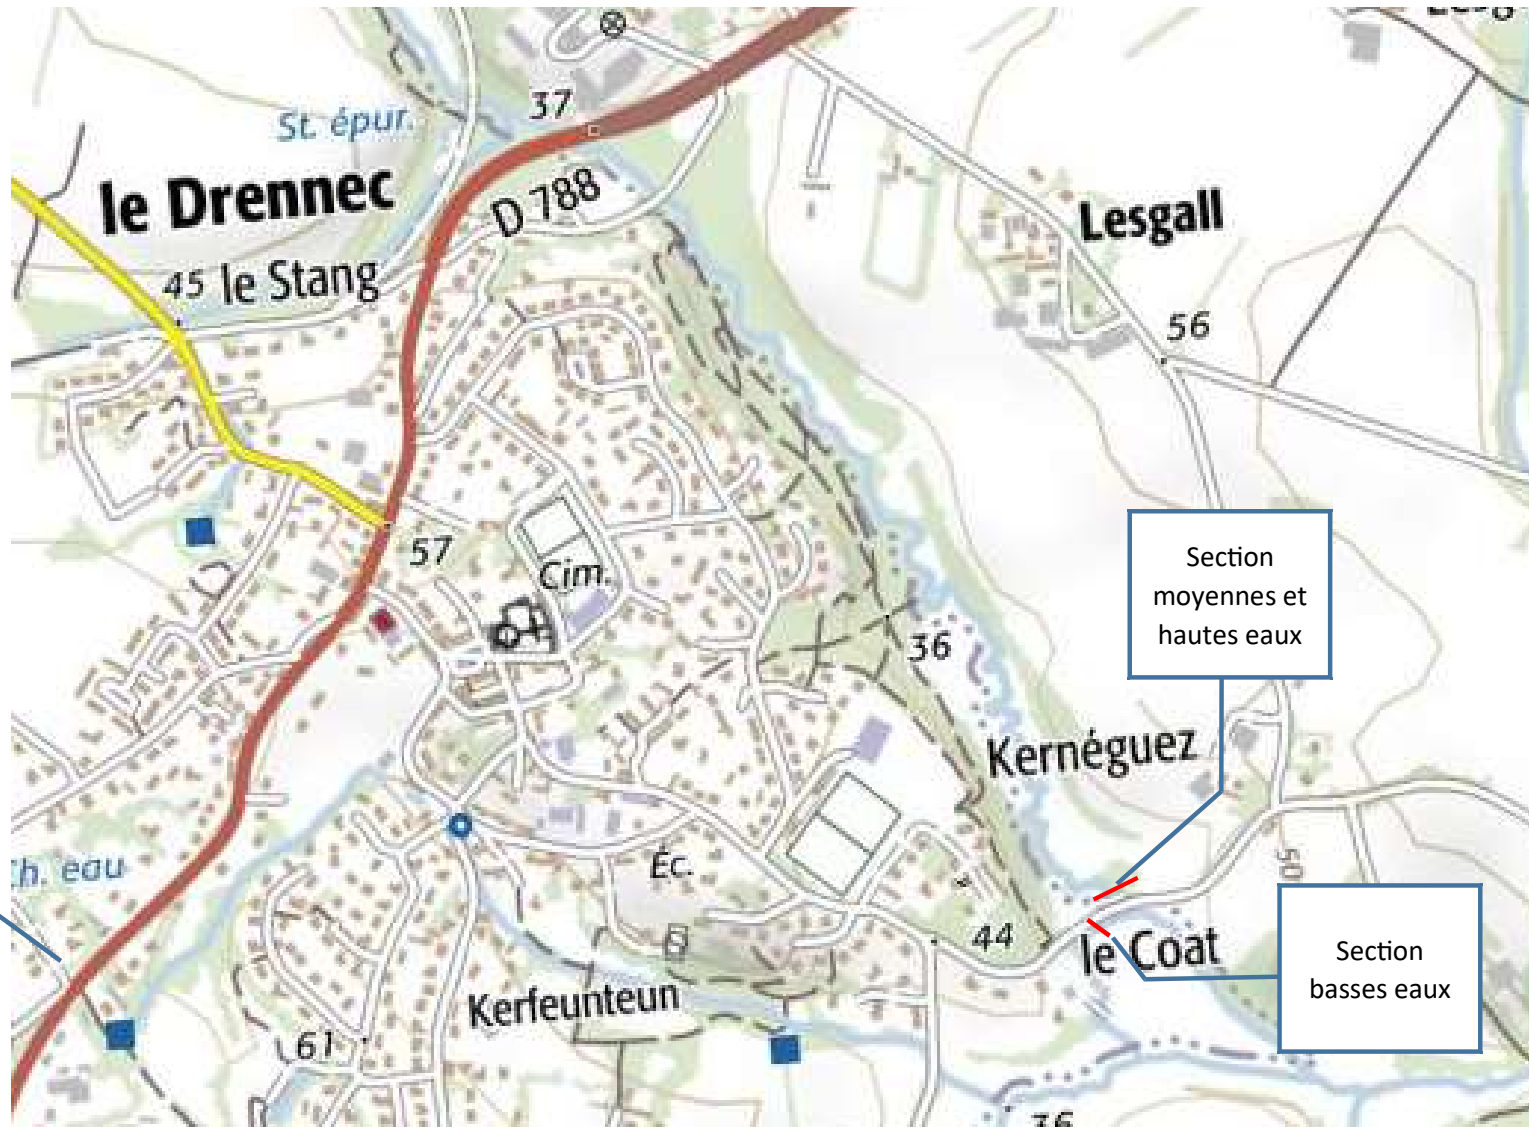 37
St. épur.
le Drennec
D 788
Lesgall
45 le Stang
56
57
Cim.
Section
moyennes et
hautes eaux
36
Kernéguez
Éc.
50
44
le Coat
Section
basses eaux
Kerfeunteun
61
36